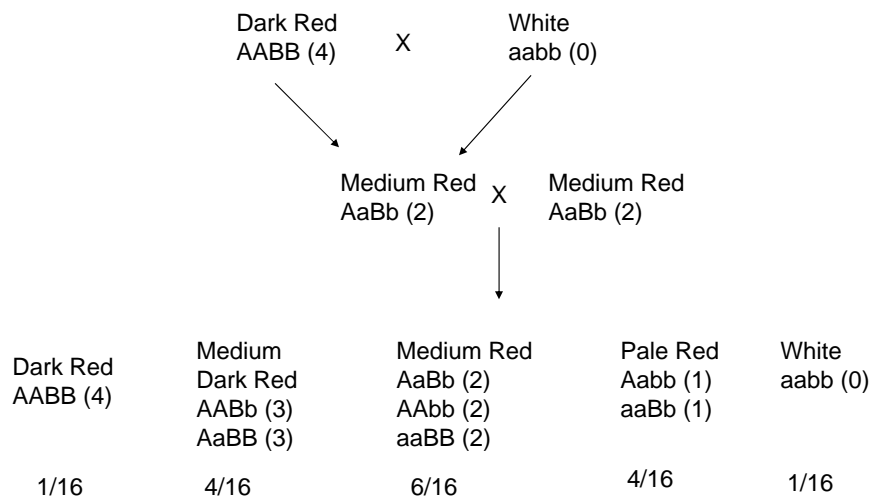 Dark Red
AABB (4)
X
White
aabb (0)
Medium Red
AaBb (2)
X
Medium Red
AaBb (2)
Dark Red
AABB (4)
Medium
Dark Red
AABb (3)
AaBB (3)
Medium Red
AaBb (2)
AAbb (2)
aaBB (2)
Pale Red
Aabb (1)
aaBb (1)
White
aabb (0)
1/16
4/16
6/16
4/16
1/16